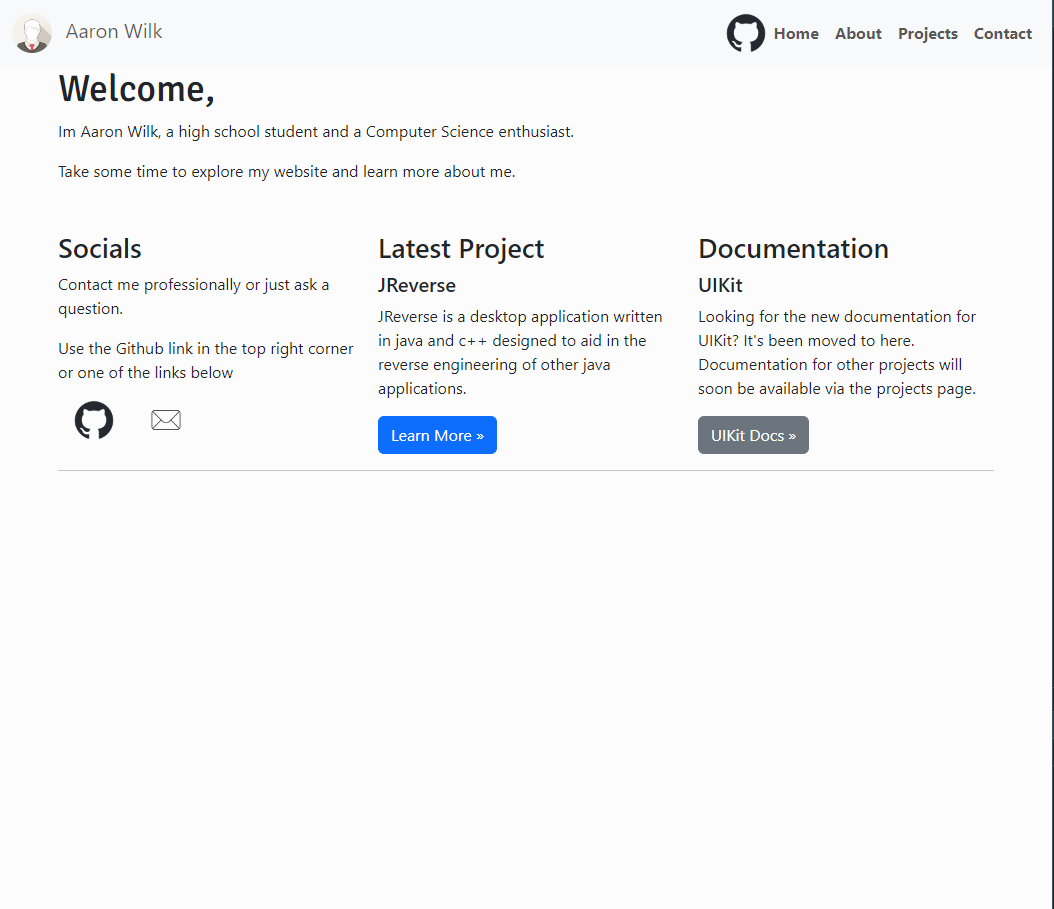 Aaron Wilk
Home About Projects Contact
Welcome,
Im Aaron Wilk, a high school student and a Computer Science enthusiast.
Take some time to explore my website and learn more about me.
Socials
Contact me professionally or just ask a
question.
Use the Github link in the top right corner
or one of the links below
Latest Project
JReverse
JReverse is a desktop application written
in java and c++ designed to aid in the
reverse engineering of other java
applications.
Learn More »
Documentation
UIKit
Looking for the new documentation for
UIKit? It's been moved to here.
Documentation for other projects will
soon be available via the projects page.
UIKit Docs »